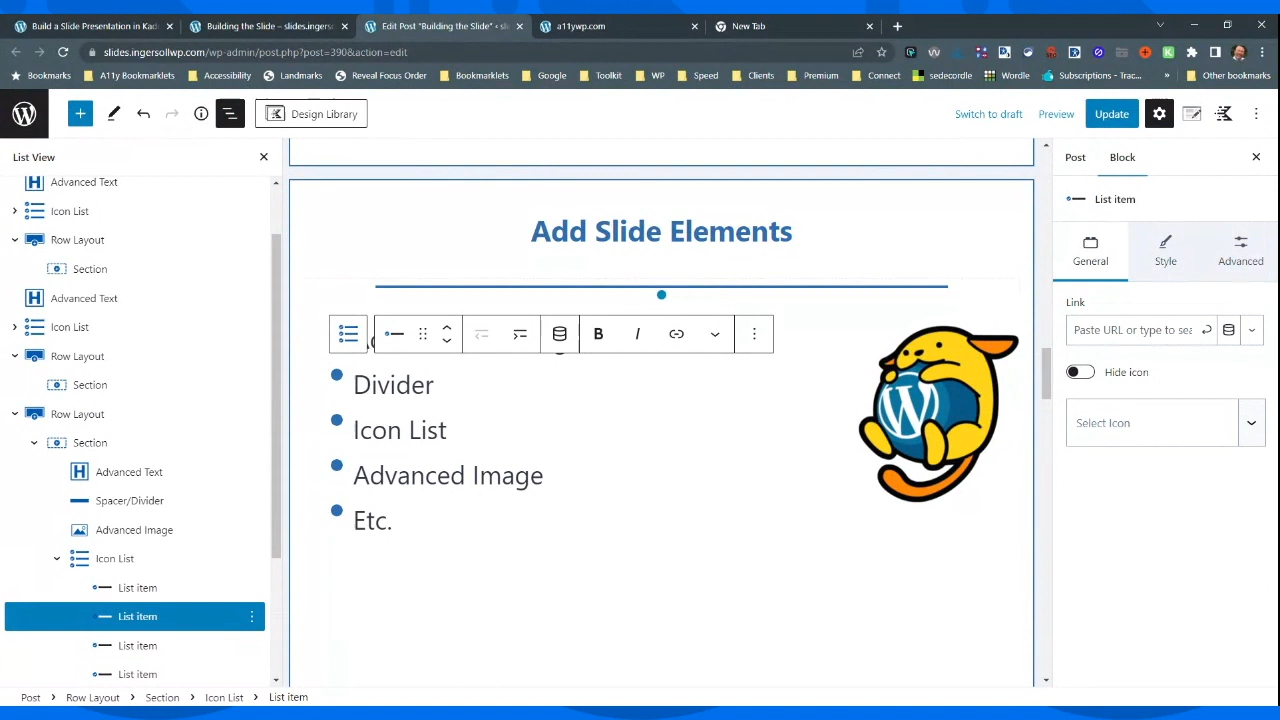 Build a Slide Presentation in Kad
Building the Slide – slides.ingers
Edit Post "Building the Slide" ‹ sl
a11ywp.com
New Tab
slides.ingersollwp.com/wp-admin/post.php?post=390&action=edit
Bookmarks
A11y Bookmarklets
Accessibility
Landmarks
Reveal Focus Order
Bookmarklets
Google
Toolkit
WP
Speed
Clients
Premium
Connect
sedecordle
Wordle
Subscriptions - Trac...
»
Other bookmarks
Design Library
Switch to draft
Preview
Update
List View
Post
Block
Advanced Text
Icon List
Row Layout
Section
Advanced Text
Icon List
Row Layout
Section
Row Layout
Section
Advanced Text
Spacer/Divider
Advanced Image
Icon List
List item
List item
List item
List item
Add Slide Elements
B I
Divider
Icon List
Advanced Image
Etc.
List item
General
Style
Advanced
Link
Paste URL or type to sea
Hide icon
Select Icon
Post > Row Layout > Section > Icon List > List item